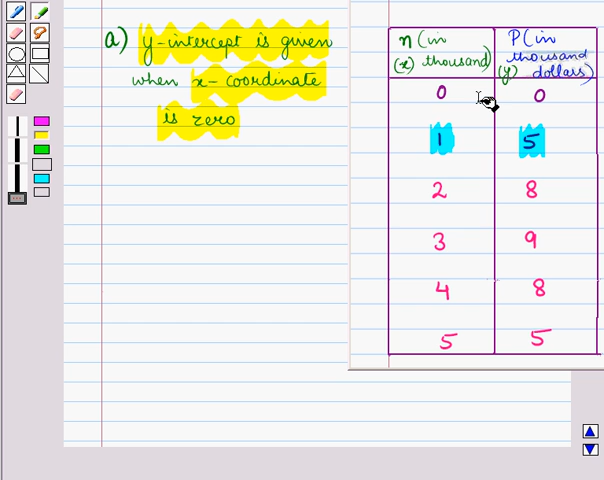 a) y-intercept is given
when x-coordinate
is zero
n (in P (in
(x) thousand) thousand
(y) dollars)
0 0
1 5
2 8
3 9
4 8
5 5